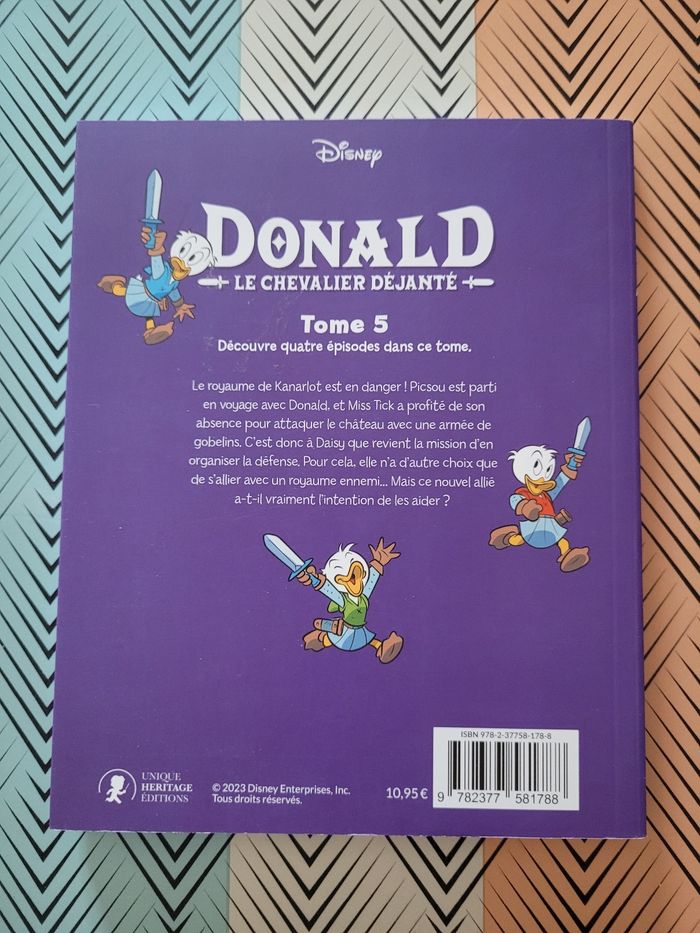 Disney
DONALD
LE CHEVALIER DÉJANTÉ
Tome 5
Découvre quatre épisodes dans ce tome.
Le royaume de Kanarlot est en danger ! Picsou est parti
en voyage avec Donald, et Miss Tick a profité de son
absence pour attaquer le château avec une armée de
gobelins. C'est donc à Daisy que revient la mission d'en
organiser la défense. Pour cela, elle n'a d'autre choix que
de s'allier avec un royaume ennemi... Mais ce nouvel allié
a-t-il vraiment l'intention de les aider ?
ISBN 978-2-37758-178-8
UNIQUE
HERITAGE
ÉDITIONS
© 2023 Disney Enterprises, Inc.
Tous droits réservés.
10,95 €
9 782377 581788